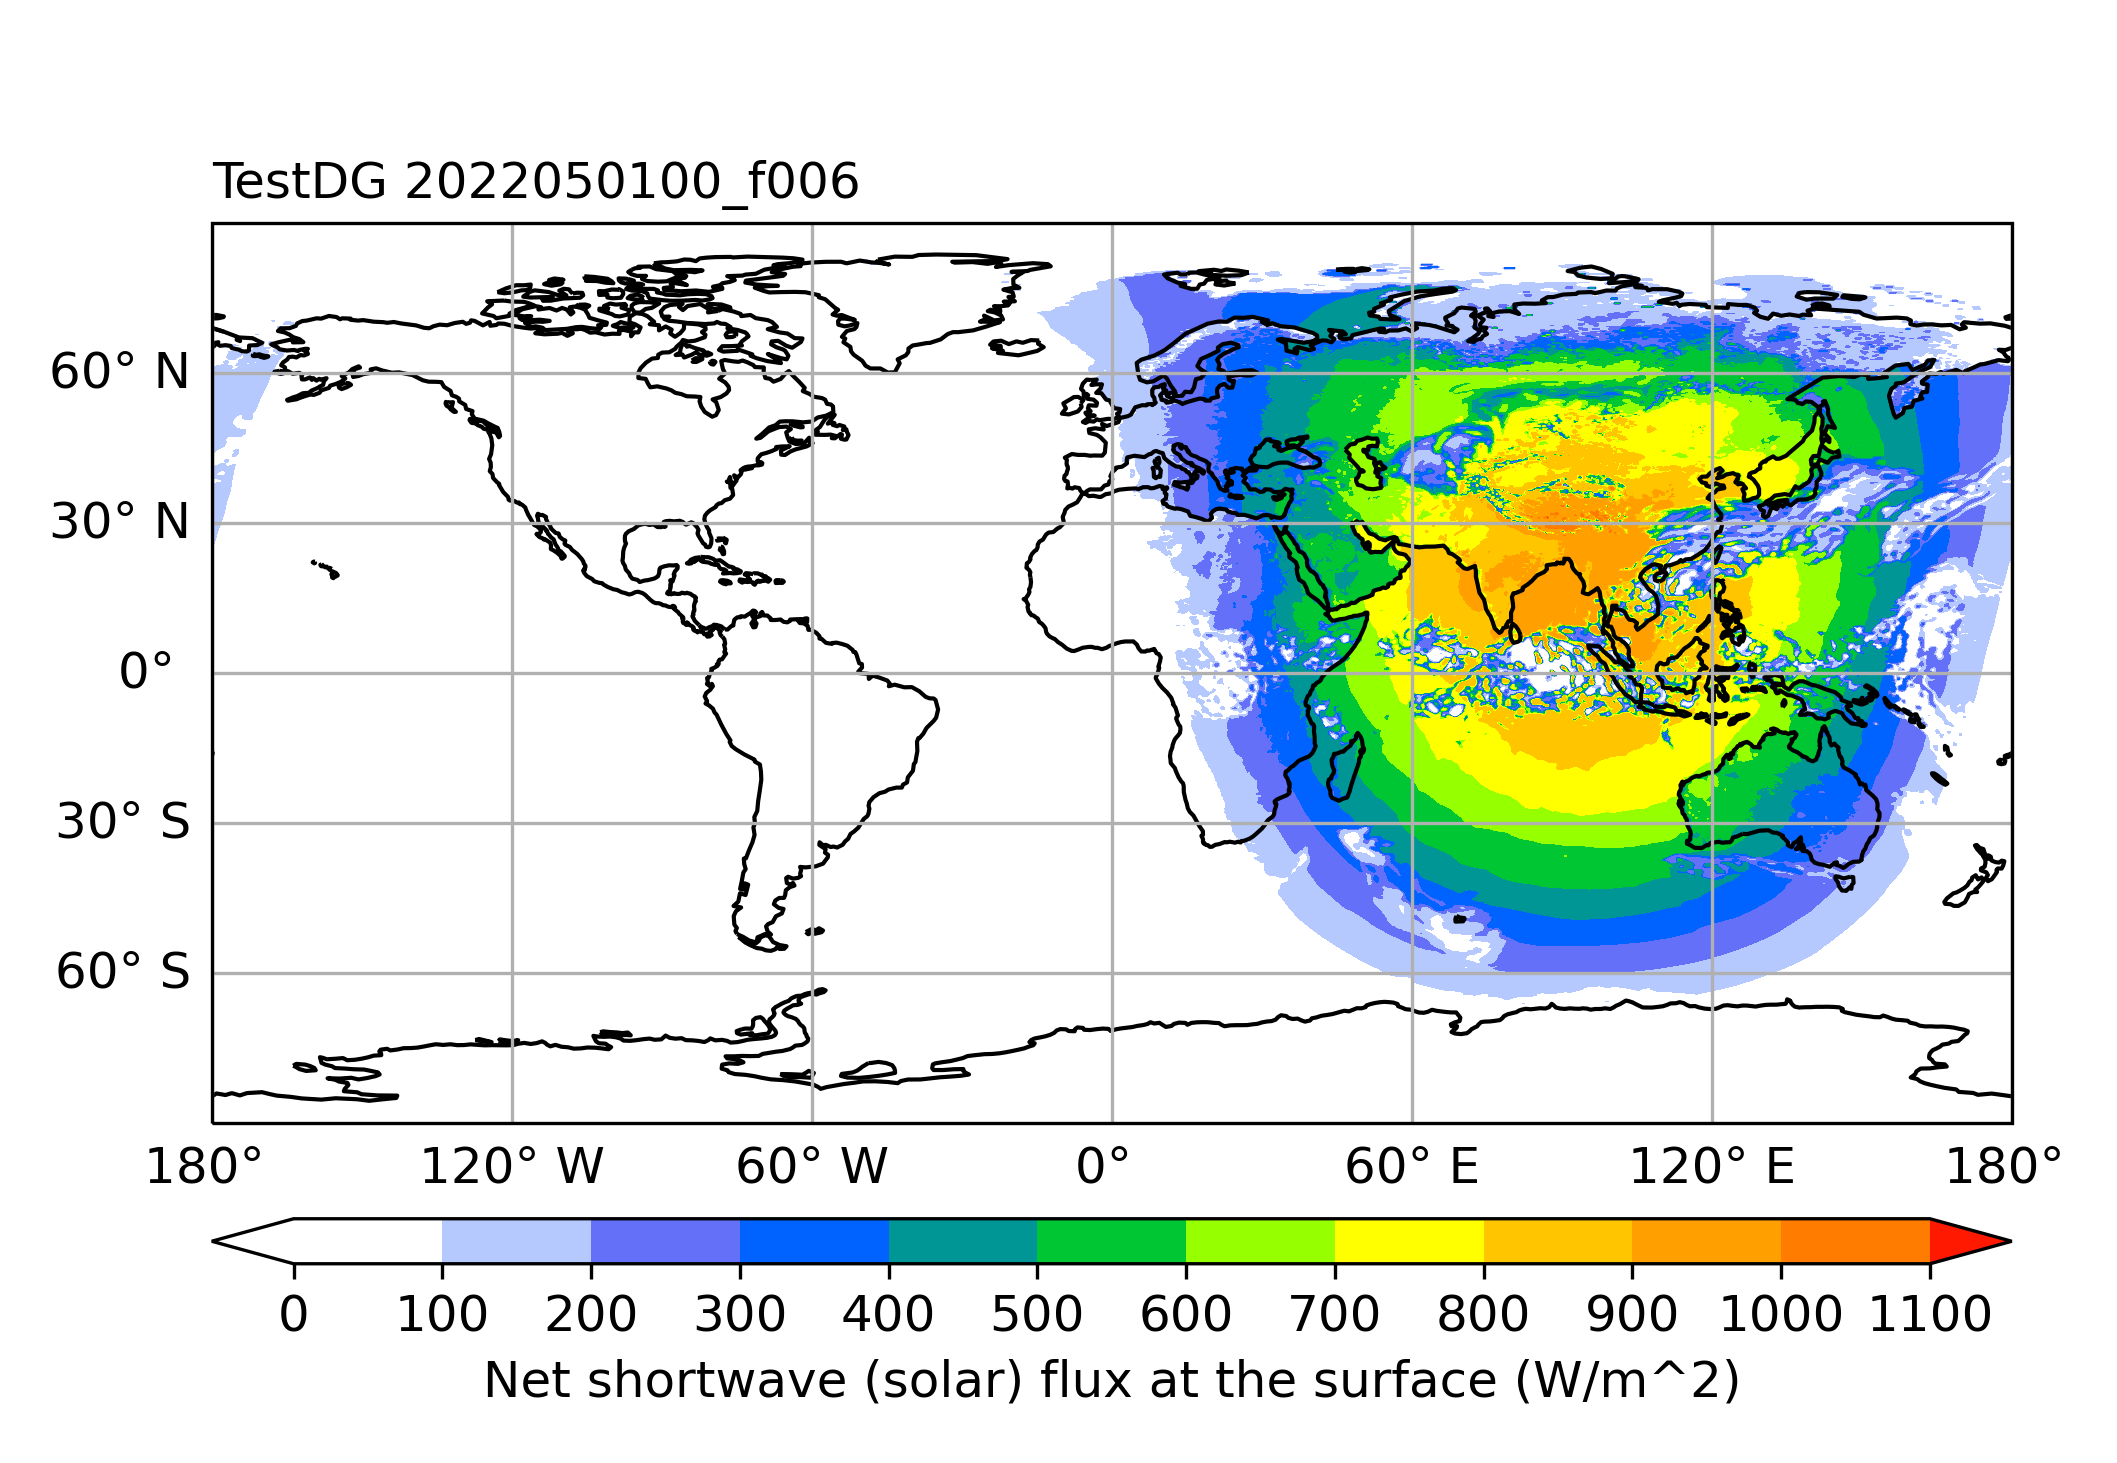 TestDG 2022050100_f006
60° N
30° N
0°
30° S
60° S
180° 120° W 60° W 0° 60° E 120° E 180°
0 100 200 300 400 500 600 700 800 900 1000 1100
Net shortwave (solar) flux at the surface (W/m^2)